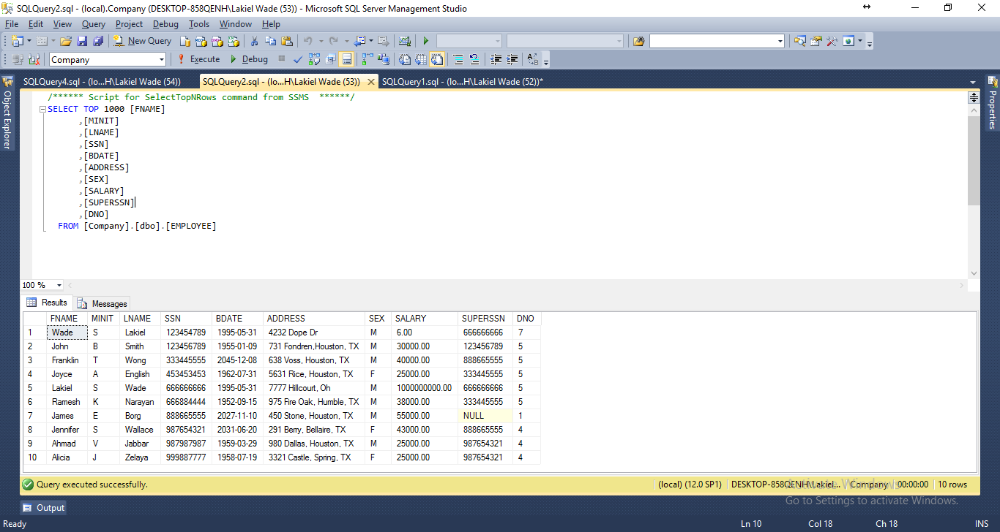 SQLQuery2.sql - (local).Company (DESKTOP-858QENH\Lakiel Wade (53)) - Microsoft SQL Server Management Studio
File Edit View Query Project Debug Tools Window Help
New Query
Company Execute Debug
SQLQuery4.sql - (lo...H\Lakiel Wade (54)) SQLQuery2.sql - (lo...H\Lakiel Wade (53)) SQLQuery1.sql - (lo...H\Lakiel Wade (52))*
Object Explorer
Properties
/****** Script for SelectTopNRows command from SSMS ******/
SELECT TOP 1000 [FNAME]
,[MINIT]
,[LNAME]
,[SSN]
,[BDATE]
,[ADDRESS]
,[SEX]
,[SALARY]
,[SUPERSSN]
,[DNO]
FROM [Company].[dbo].[EMPLOYEE]
100 %
Results Messages
FNAME MINIT LNAME SSN BDATE ADDRESS SEX SALARY SUPERSSN DNO
1 Wade S Lakiel 123454789 1995-05-31 4232 Dope Dr M 6.00 666666666 7
2 John B Smith 123456789 1955-01-09 731 Fondren,Houston, TX M 30000.00 123456789 5
3 Franklin T Wong 333445555 2045-12-08 638 Voss, Houston, TX M 40000.00 888665555 5
4 Joyce A English 453453453 1962-07-31 5631 Rice, Houston, TX F 25000.00 333445555 5
5 Lakiel S Wade 666666666 1995-05-31 7777 Hillcourt, Oh M 1000000000.00 666666666 5
6 Ramesh K Narayan 666884444 1952-09-15 975 Fire Oak, Humble, TX M 38000.00 333445555 5
7 James E Borg 888665555 2027-11-10 450 Stone, Houston, TX M 55000.00 NULL 1
8 Jennifer S Wallace 987654321 2031-06-20 291 Berry, Bellaire, TX F 43000.00 888665555 4
9 Ahmad V Jabbar 987987987 1959-03-29 980 Dallas, Houston, TX M 25000.00 987654321 4
10 Alicia J Zelaya 999887777 1958-07-19 3321 Castle, Spring, TX F 25000.00 987654321 4
Query executed successfully. (local) (12.0 SP1) DESKTOP-858QENH\Lakiel... Company 00:00:00 10 rows
Activate Windows
Go to Settings to activate Windows.
Output
Ready Ln 10 Col 18 Ch 18 INS